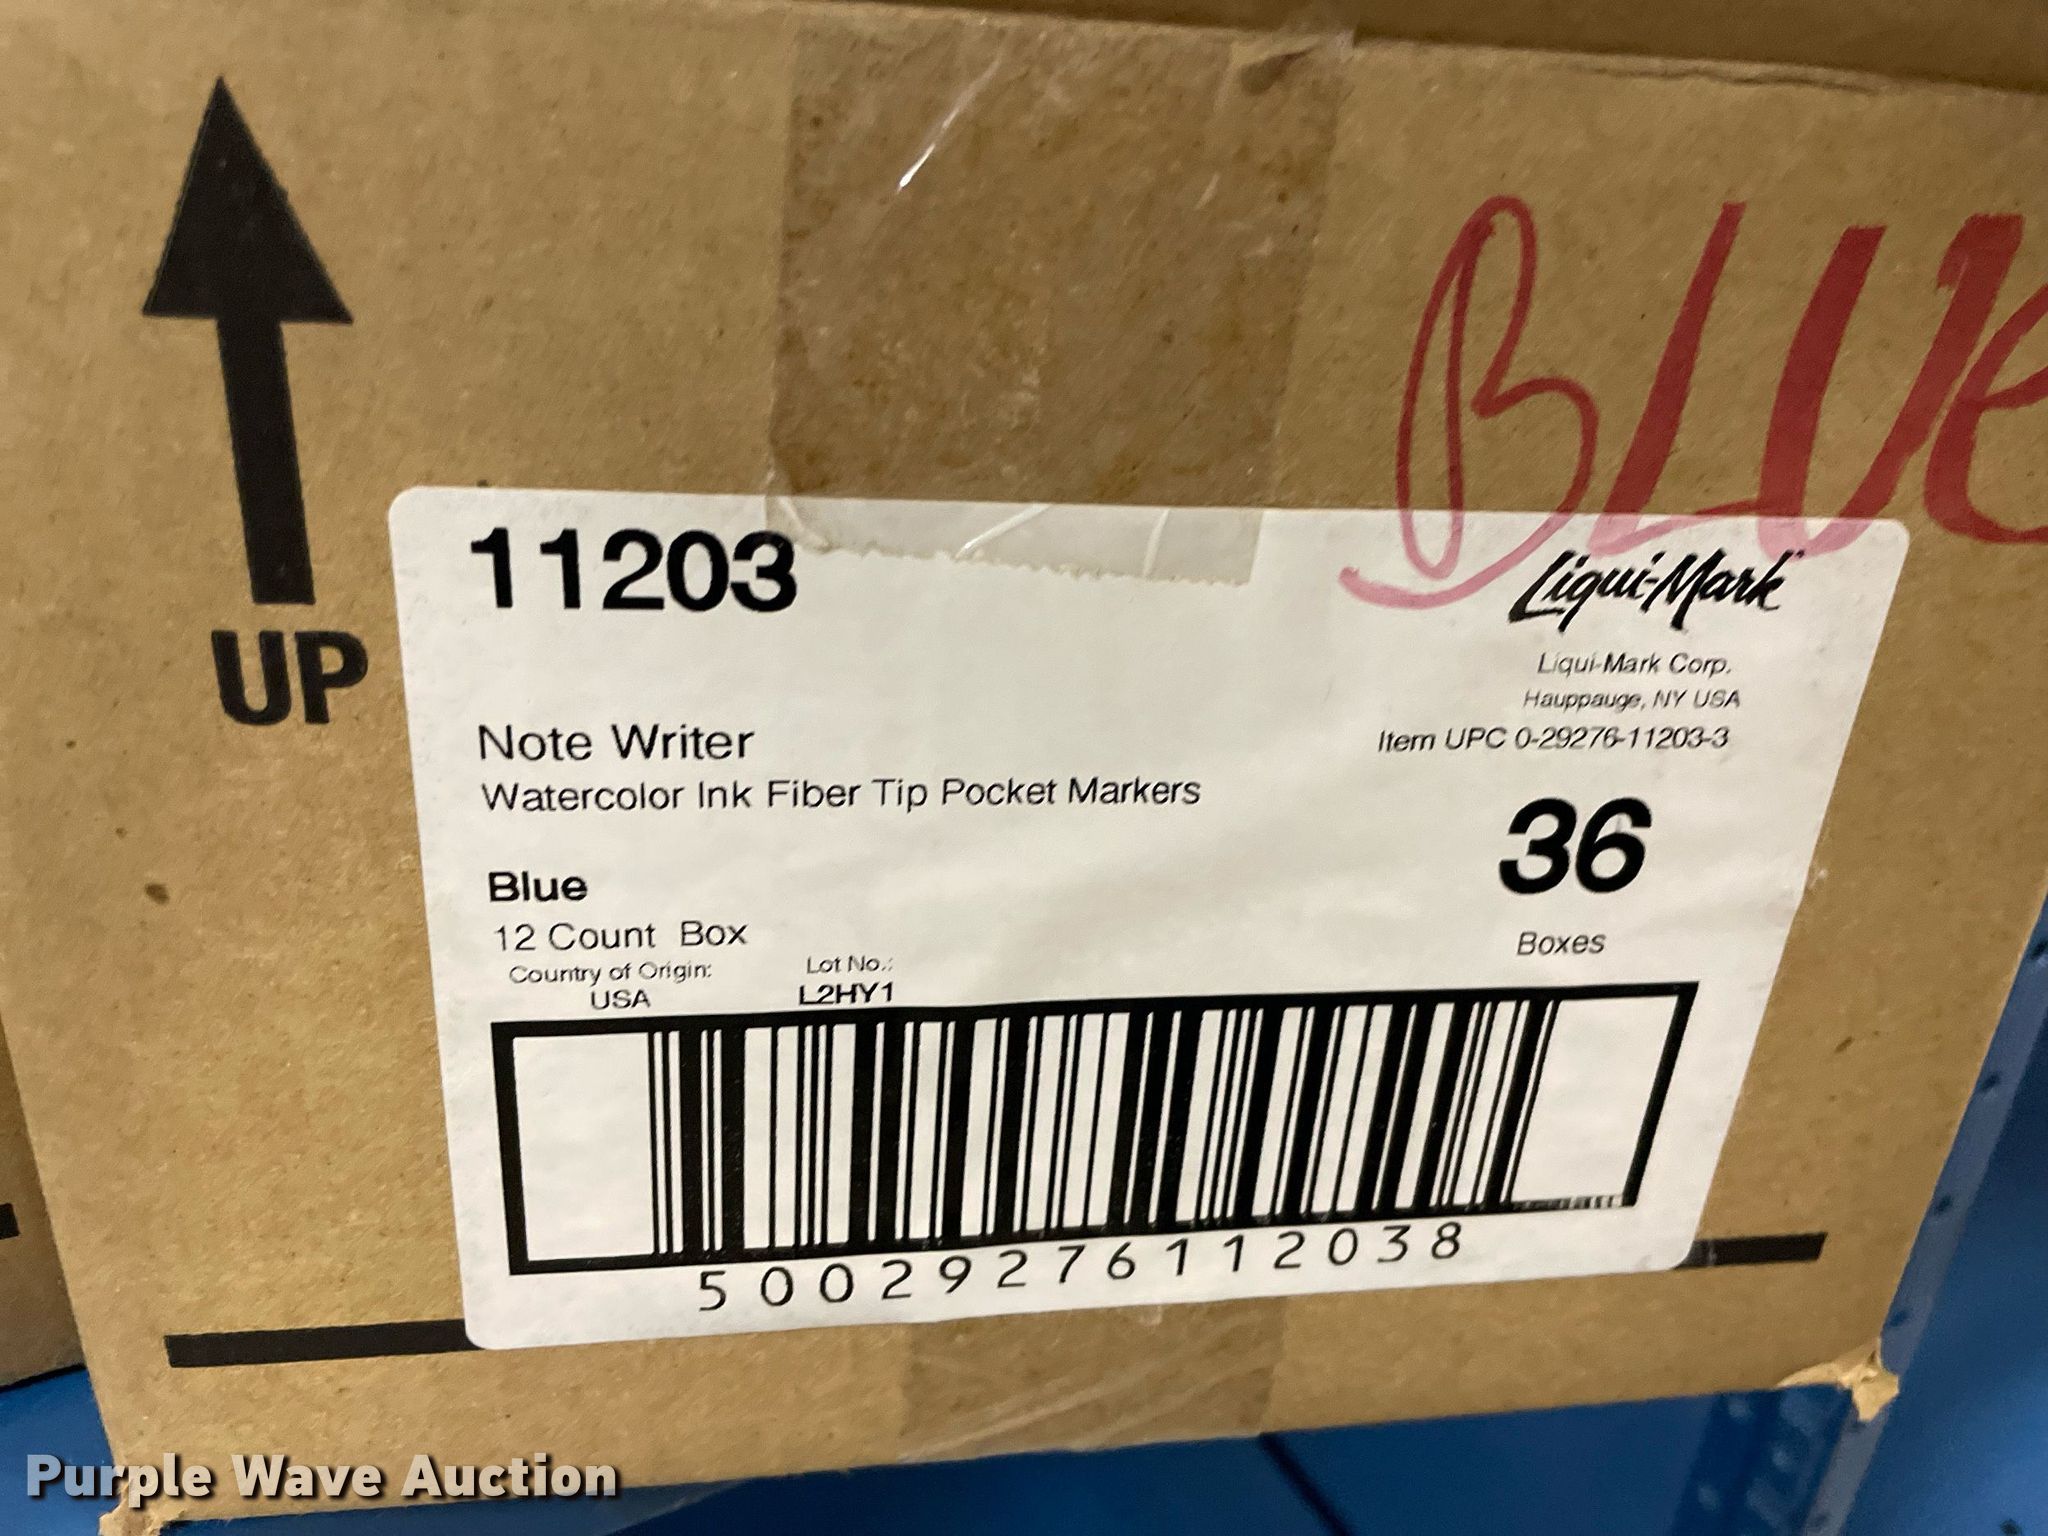 BLUE
UP
11203
Liqui-Mark
Liqui-Mark Corp.
Hauppauge, NY USA
Item UPC 0-29276-11203-3
Note Writer
Watercolor Ink Fiber Tip Pocket Markers
36
Boxes
Blue
12 Count Box
Country of Origin:
USA
Lot No.:
L2HY1
50029276112038
Purple Wave Auction